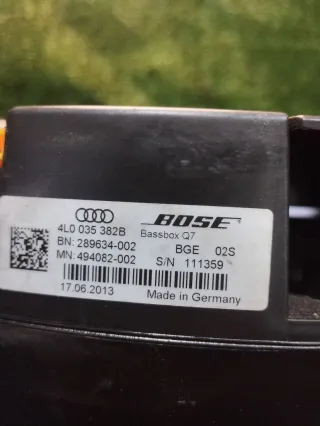 BOSE
4L0 035 382B Bassbox Q7
BN: 289634-002 BGE 02S
MN: 494082-002 S/N 111359
17.06.2013 Made in Germany